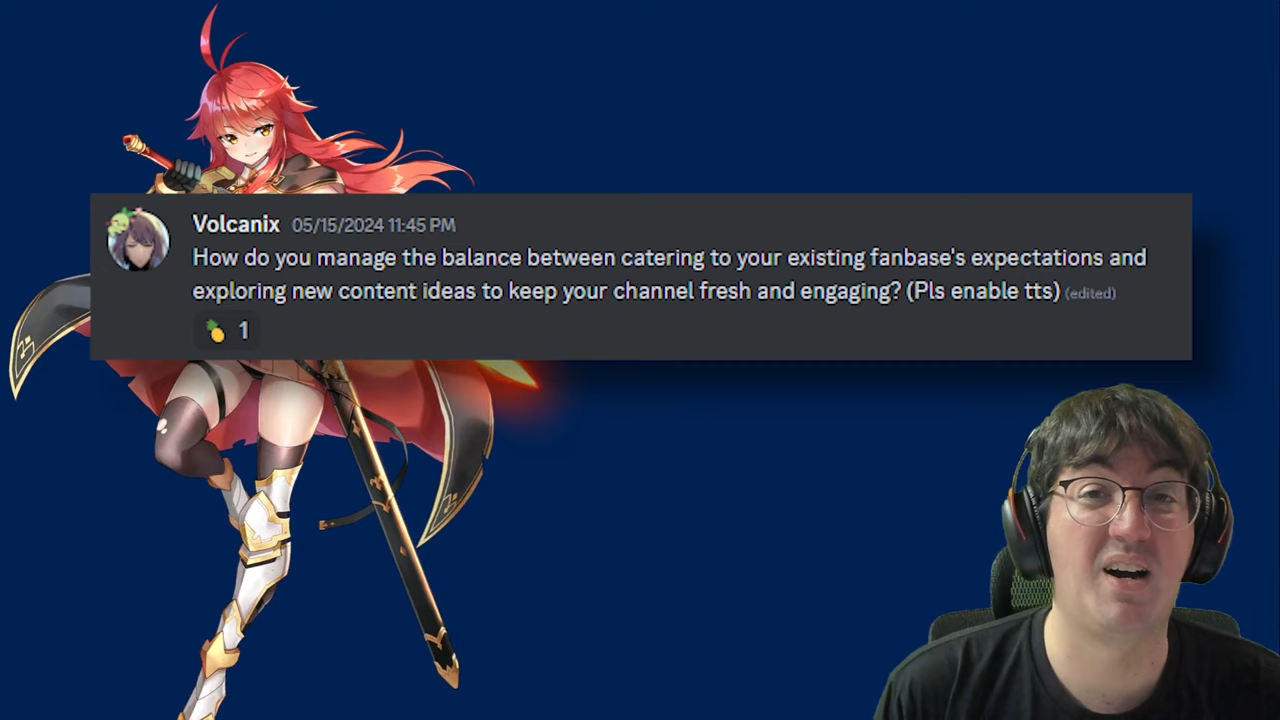 Volcanix 05/15/2024 11:45 PM
How do you manage the balance between catering to your existing fanbase's expectations and
exploring new content ideas to keep your channel fresh and engaging? (Pls enable tts) (edited)
1